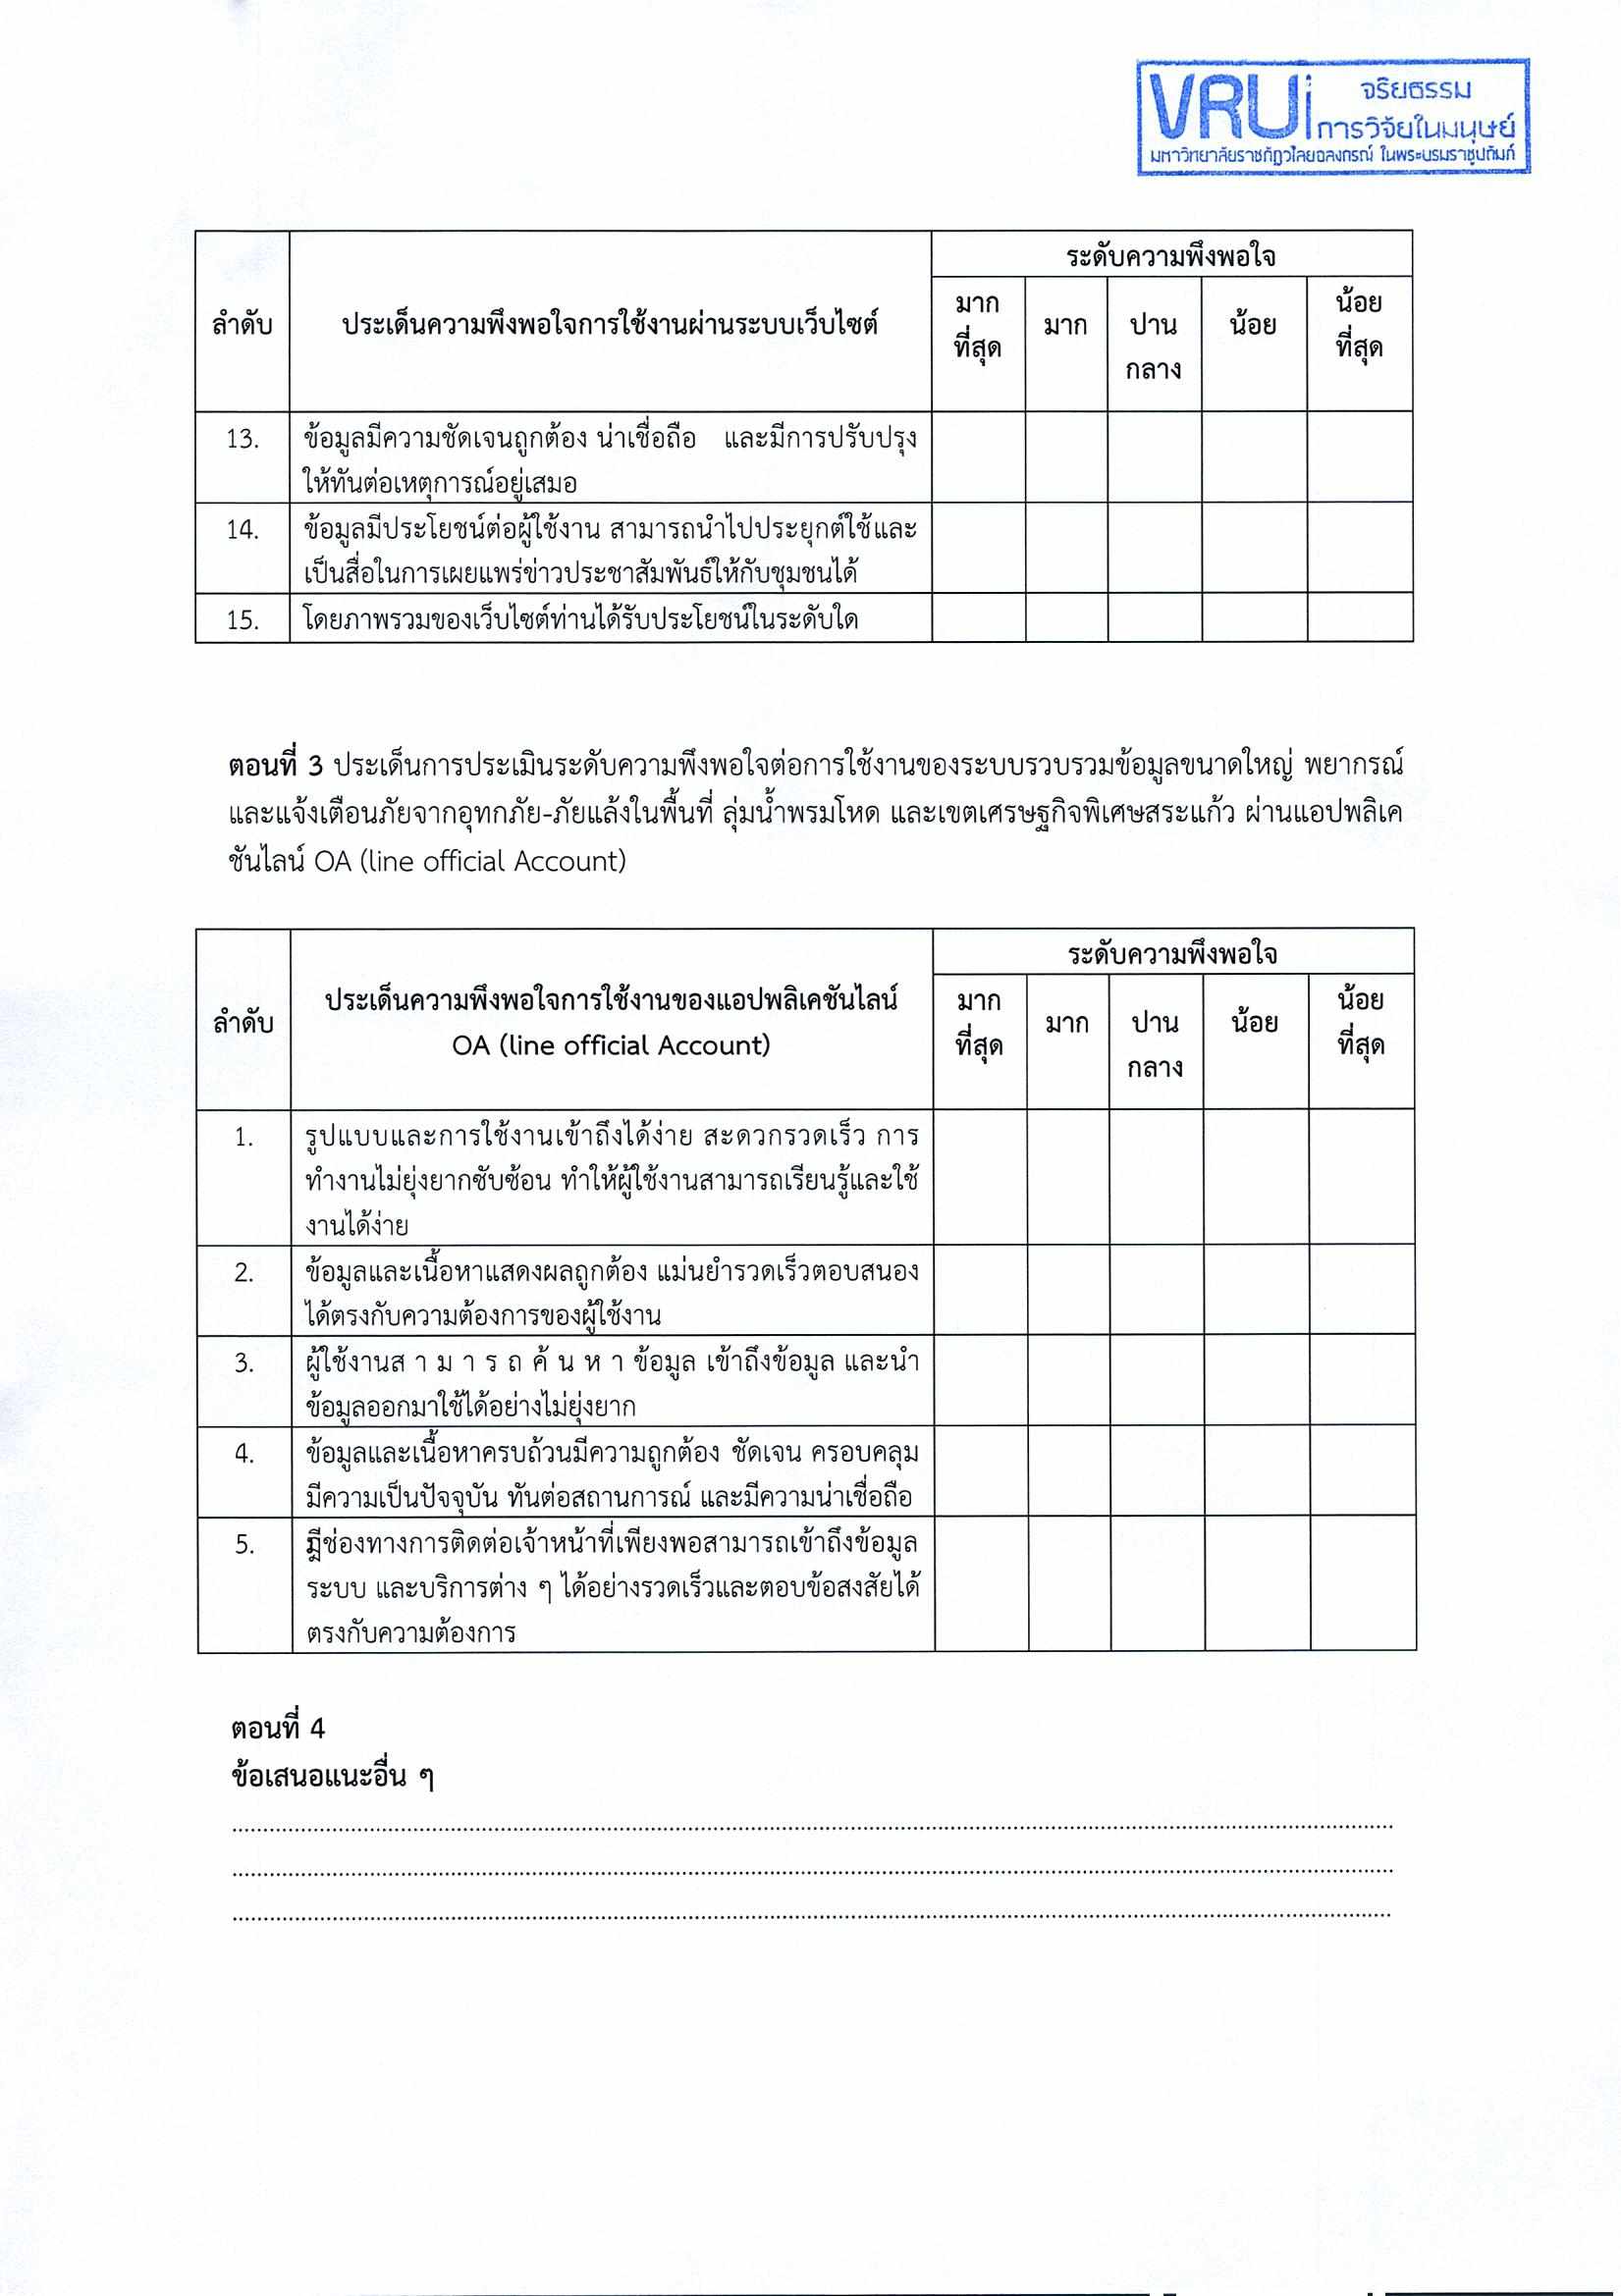 VRUi จริยธรรม
การวิจัยในมนุษย์
มหาวิทยาลัยราชภัฏวไลยอลงกรณ์ ในพระบรมราชูปถัมภ์
ลำดับ ประเด็นความพึงพอใจการใช้งานผ่านระบบเว็บไซต์ ระดับความพึงพอใจ
มาก
ที่สุด
มาก
ปาน
กลาง
น้อย
น้อย
ที่สุด
13. ข้อมูลมีความชัดเจนถูกต้อง น่าเชื่อถือ และมีการปรับปรุง
ให้ทันต่อเหตุการณ์อยู่เสมอ
14. ข้อมูลมีประโยชน์ต่อผู้ใช้งาน สามารถนำไปประยุกต์ใช้และ
เป็นสื่อในการเผยแพร่ข่าวประชาสัมพันธ์ให้กับชุมชนได้
15. โดยภาพรวมของเว็บไซต์ท่านได้รับประโยชน์ในระดับใด
ตอนที่ 3 ประเด็นการประเมินระดับความพึงพอใจต่อการใช้งานของระบบรวบรวมข้อมูลขนาดใหญ่ พยากรณ์
และแจ้งเตือนภัยจากอุทกภัย-ภัยแล้งในพื้นที่ ลุ่มน้ำพรมโหด และเขตเศรษฐกิจพิเศษสระแก้ว ผ่านแอปพลิเค
ชันไลน์ OA (line official Account)
ลำดับ ประเด็นความพึงพอใจการใช้งานของแอปพลิเคชันไลน์
OA (line official Account)
ระดับความพึงพอใจ
มาก
ที่สุด
มาก
ปาน
กลาง
น้อย
น้อย
ที่สุด
1. รูปแบบและการใช้งานเข้าถึงได้ง่าย สะดวกรวดเร็ว การ
ทำงานไม่ยุ่งยากซับซ้อน ทำให้ผู้ใช้งานสามารถเรียนรู้และใช้
งานได้ง่าย
2. ข้อมูลและเนื้อหาแสดงผลถูกต้อง แม่นยำรวดเร็วตอบสนอง
ได้ตรงกับความต้องการของผู้ใช้งาน
3. ผู้ใช้งานส า ม า ร ถ ค้ น ห า ข้อมูล เข้าถึงข้อมูล และนำ
ข้อมูลออกมาใช้ได้อย่างไม่ยุ่งยาก
4. ข้อมูลและเนื้อหาครบถ้วนมีความถูกต้อง ชัดเจน ครอบคลุม
มีความเป็นปัจจุบัน ทันต่อสถานการณ์ และมีความน่าเชื่อถือ
5. มีช่องทางการติดต่อเจ้าหน้าที่เพียงพอสามารถเข้าถึงข้อมูล
ระบบ และบริการต่าง ๆ ได้อย่างรวดเร็วและตอบข้อสงสัยได้
ตรงกับความต้องการ
ตอนที่ 4
ข้อเสนอแนะอื่น ๆ